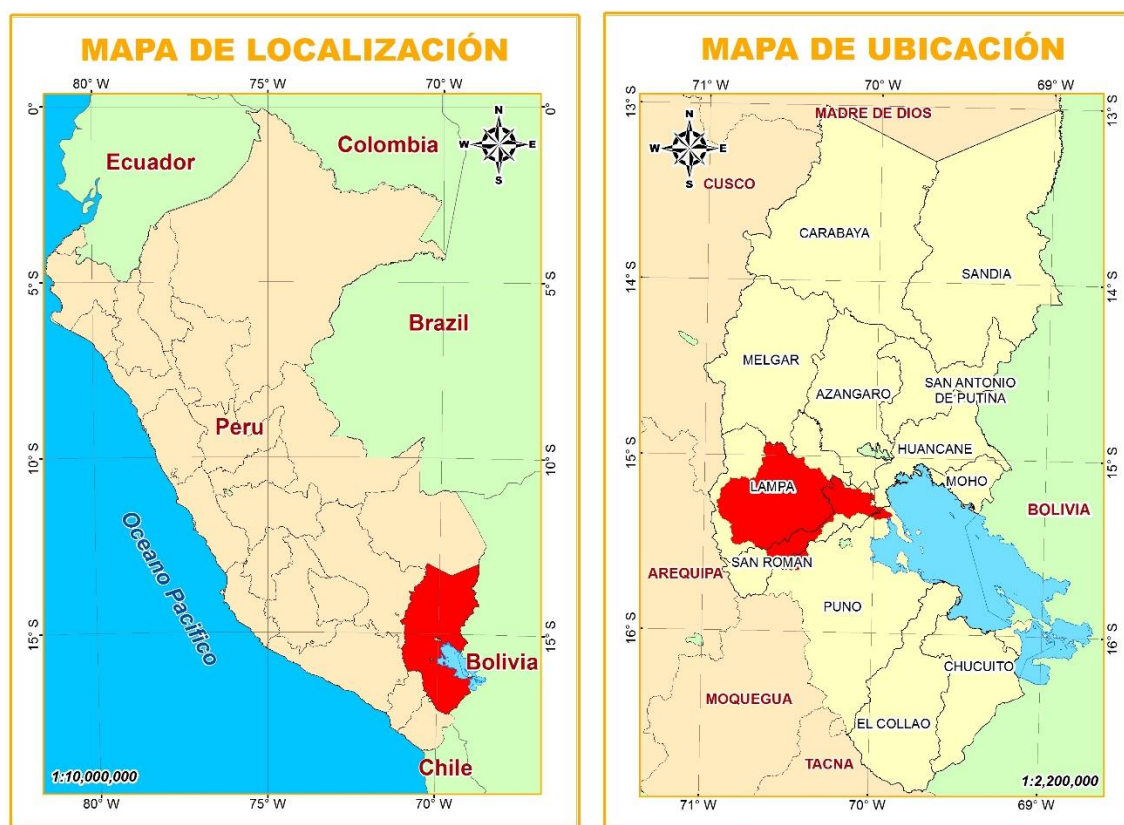 MAPA DE LOCALIZACIÓN
80° W 75° W 70° W
0° 0°
N
W E
S
Ecuador
Colombia
5° S 5° S
Brazil
Peru
10° S 10° S
Oceano Pacifico
15° S 15° S
Bolivia
Chile
1:10,000,000
80° W 75° W 70° W
MAPA DE UBICACIÓN
71° W 70° W 69° W
13° S 13° S
MADRE DE DIOS
N
W E
S
CUSCO
CARABAYA
SANDIA
14° S 14° S
MELGAR
AZANGARO
SAN ANTONIO
DE PUTINA
HUANCANE
15° S 15° S
LAMPA
MOHO
BOLIVIA
SAN ROMAN
AREQUIPA
PUNO
16° S 16° S
CHUCUITO
MOQUEGUA
EL COLLAO
TACNA
1:2,200,000
71° W 70° W 69° W